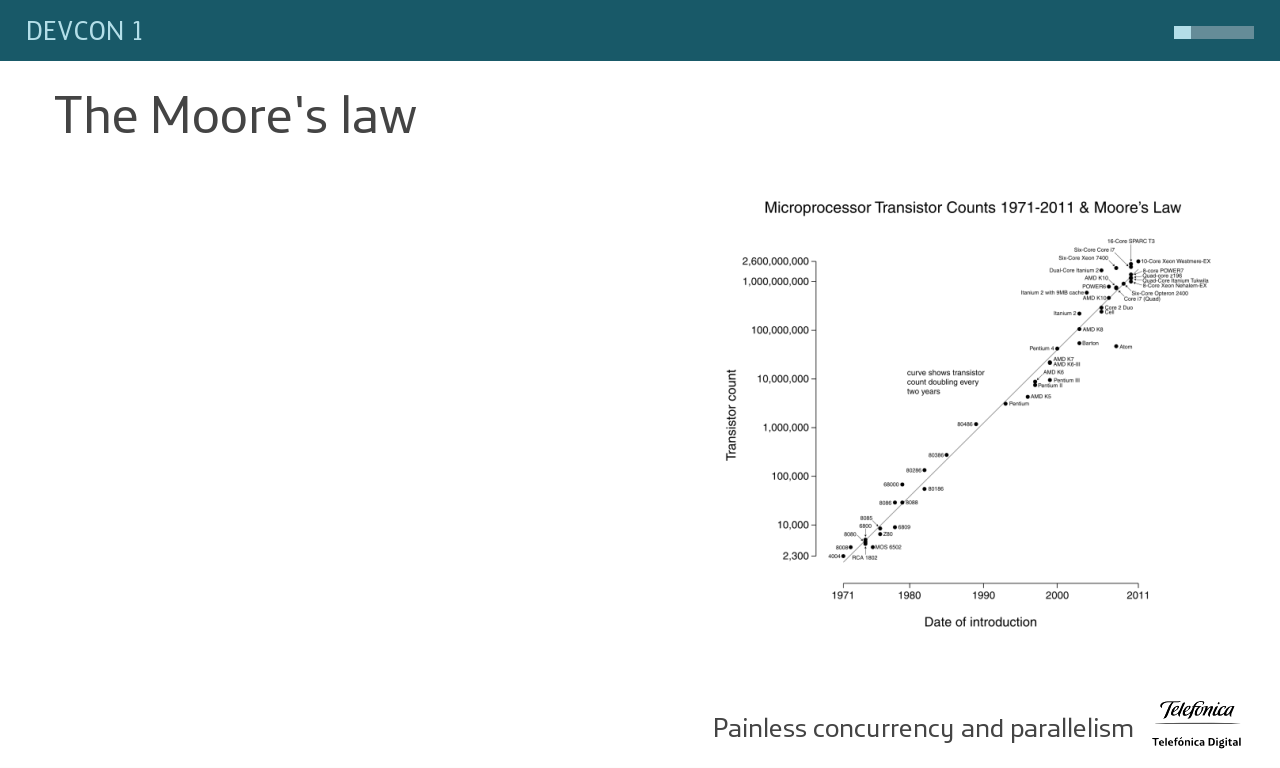 DEVCON 1
The Moore's law
Microprocessor Transistor Counts 1971-2011 & Moore's Law
16-Core SPARC T3
Six-Core Core i7
Six-Core Xeon 7400
10-Core Xeon Westmere-EX
Dual-Core Itanium 2
8-core POWER7
Quad-core z196
AMD K10
Quad-Core Itanium Tukwila
POWER6
8-Core Xeon Nehalem-EX
Itanium 2 with 9MB cache
Six-Core Opteron 2400
AMD K10
Core i7 (Quad)
Core 2 Duo
Itanium 2
Cell
AMD K8
Pentium 4
Barton
Atom
AMD K7
AMD K6-III
curve shows transistor
count doubling every
two years
AMD K6
Pentium III
Pentium II
AMD K5
Pentium
80486
80386
80286
68000
80186
8086
8088
8085
6800
6809
8080
Z80
8008
MOS 6502
4004
RCA 1802
2,600,000,000
1,000,000,000
100,000,000
10,000,000
1,000,000
100,000
10,000
2,300
Transistor count
1971
1980
1990
2000
2011
Date of introduction
Painless concurrency and parallelism
Telefónica
Telefónica Digital